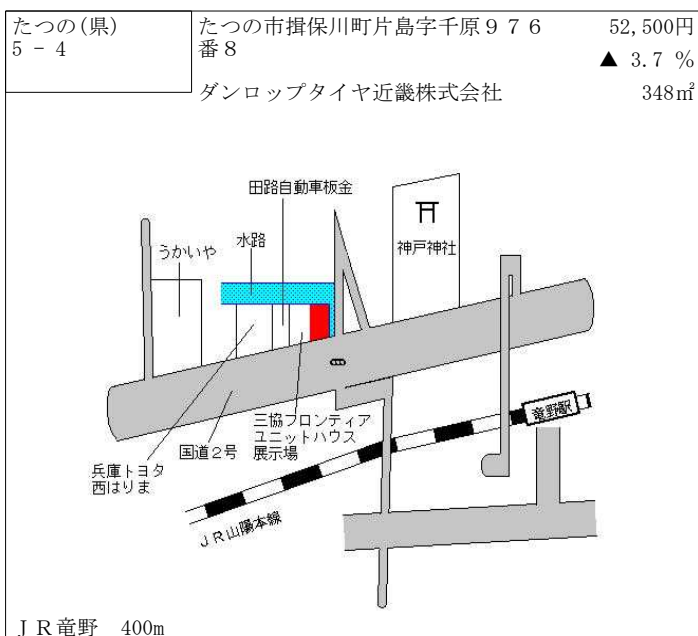 たつの(県)
5 - 4
たつの市揖保川町片島字千原９７６
番８
52,500円
▲ 3.7 %
ダンロップタイヤ近畿株式会社
348㎡
田路自動車板金
水路
うかいや
神戸神社
三協フロンティア
ユニットハウス
展示場
国道２号
兵庫トヨタ
西はりま
竜野駅
ＪＲ山陽本線
ＪＲ竜野　400m